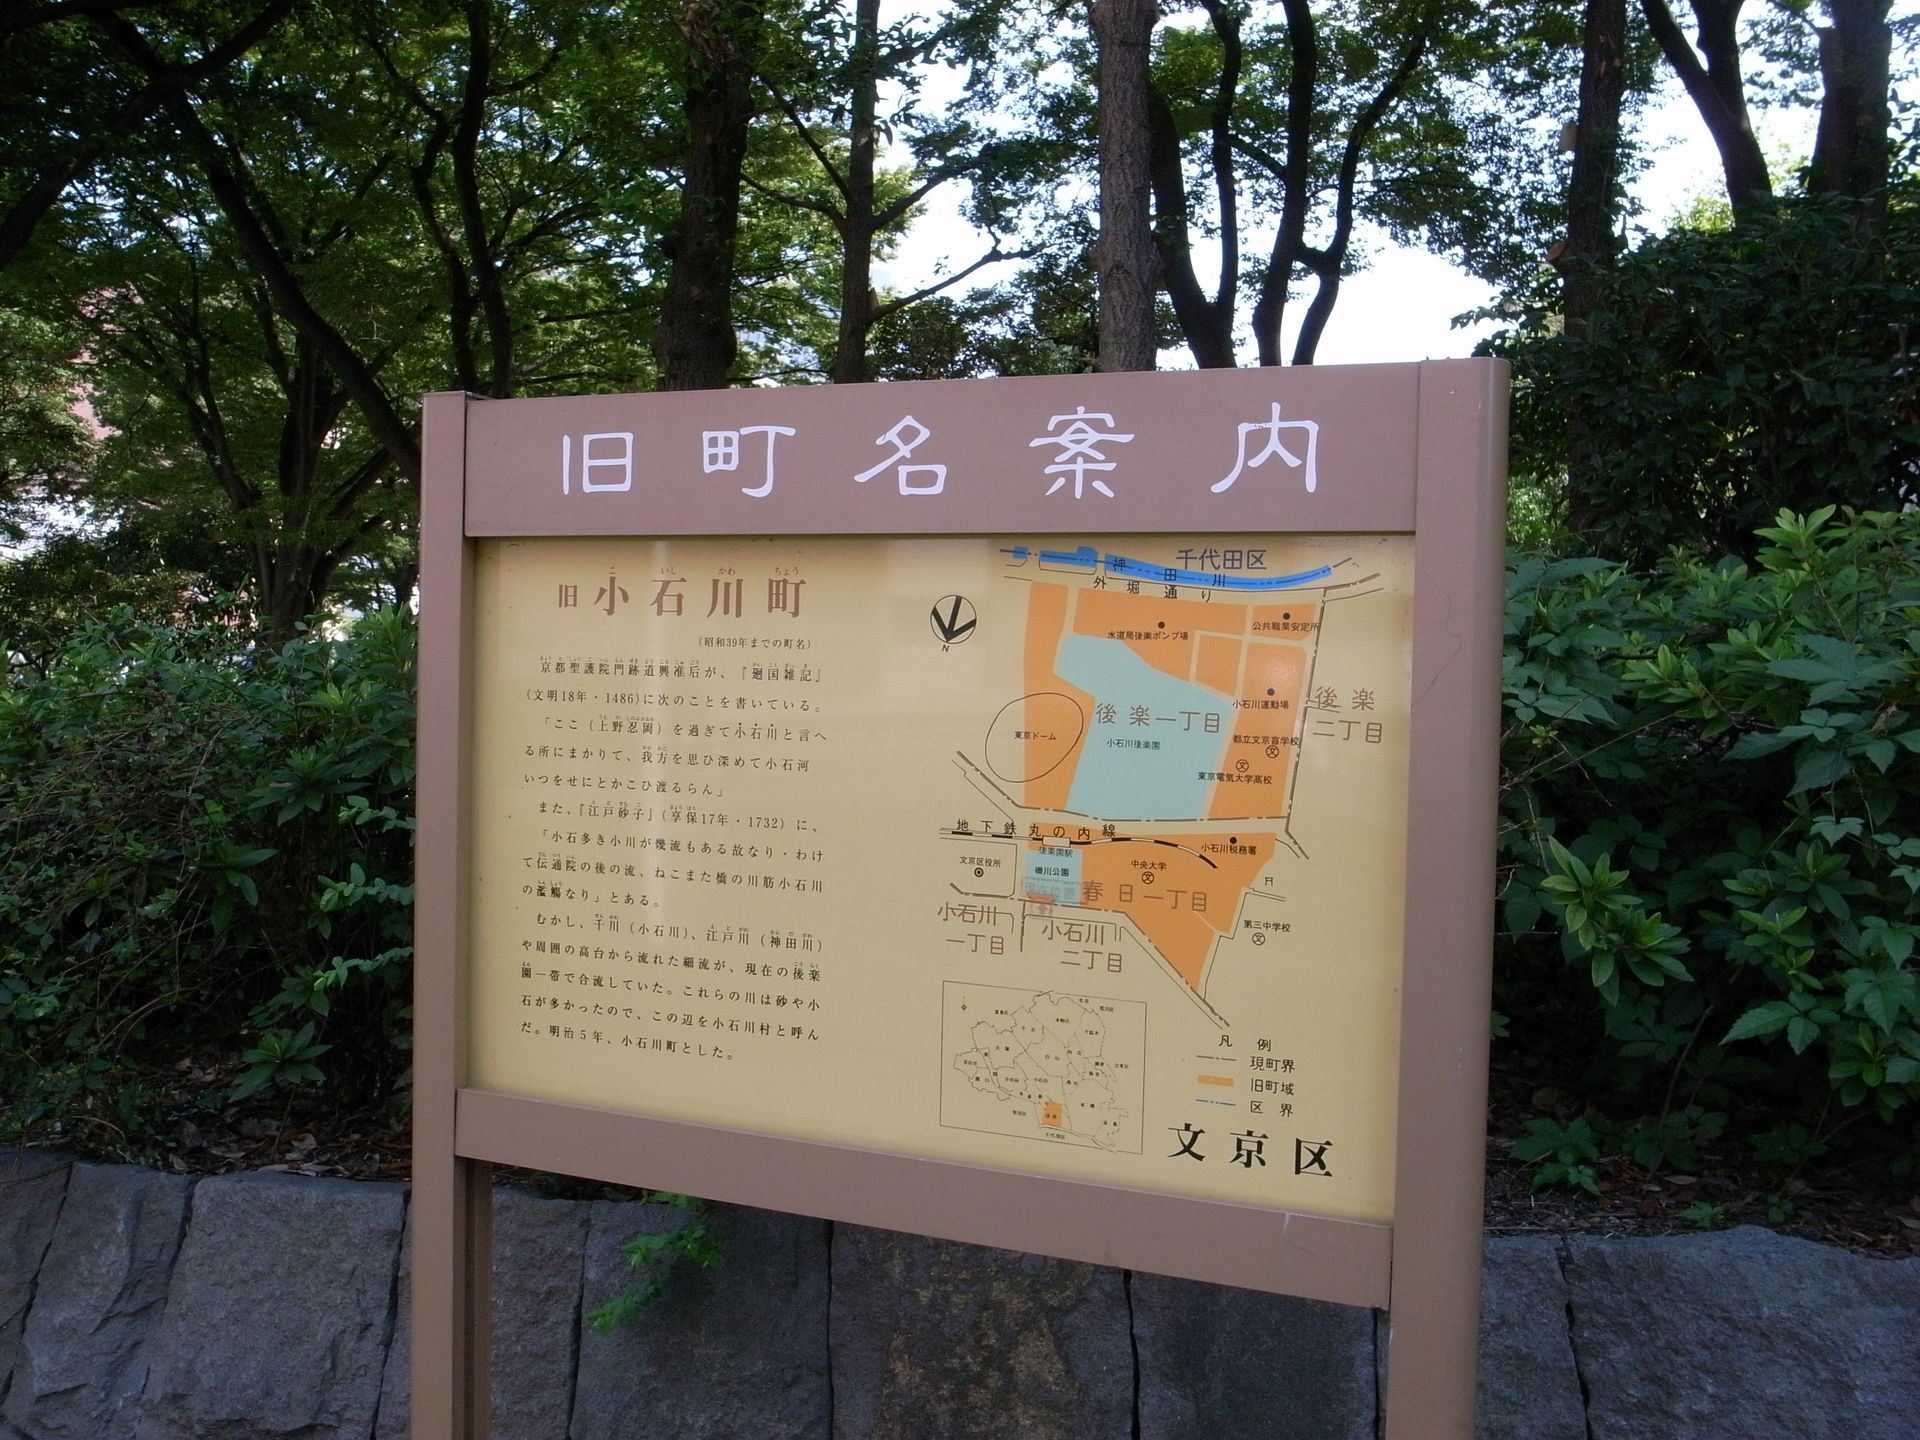 旧町名案内
旧 小石川町
(昭和39年までの町名)
京都聖護院門跡道興准后が、『廻国雑記』
(文明18年・1486)に次のことを書いている。
「ここ(上野忍岡)を過ぎて小石川と言へ
る所にまかりて、我方を思ひ深めて小石河
いつをせにとかこひ渡るらん」
また、『江戸砂子』(享保17年・1732)に、
「小石多き小川が幾流もある故なり・わけ
て伝通院の後の流、ねこまた橋の川筋小石川
の濫觴なり」とある。
むかし、千川(小石川)、江戸川(神田川)
や周囲の高台から流れた細流が、現在の後楽
園一帯で合流していた。これらの川は砂や小
石が多かったので、この辺を小石川村と呼ん
だ。明治5年、小石川町とした。
千代田区
神田川
外堀通り
N
公共職業安定所
水道局後楽ポンプ場
小石川運動場
後楽
二丁目
後楽一丁目
東京ドーム
小石川後楽園
都立文京盲学校
東京電気大学高校
地下鉄丸の内線
小石川税務署
後楽園駅
文京区役所
中央大学
礫川公園
現在位置
春日一丁目
小石川
一丁目
小石川
二丁目
第三中学校
凡例
現町界
旧町域
区界
文京区